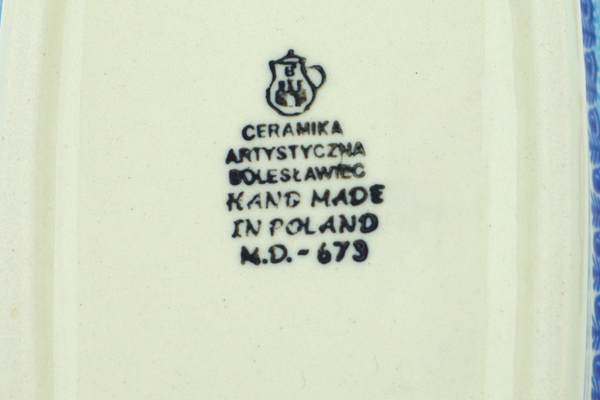 B
CERAMIKA
ARTYSTYCZNA
BOLESŁAWIEC
HAND MADE
IN POLAND
M.D. - 679